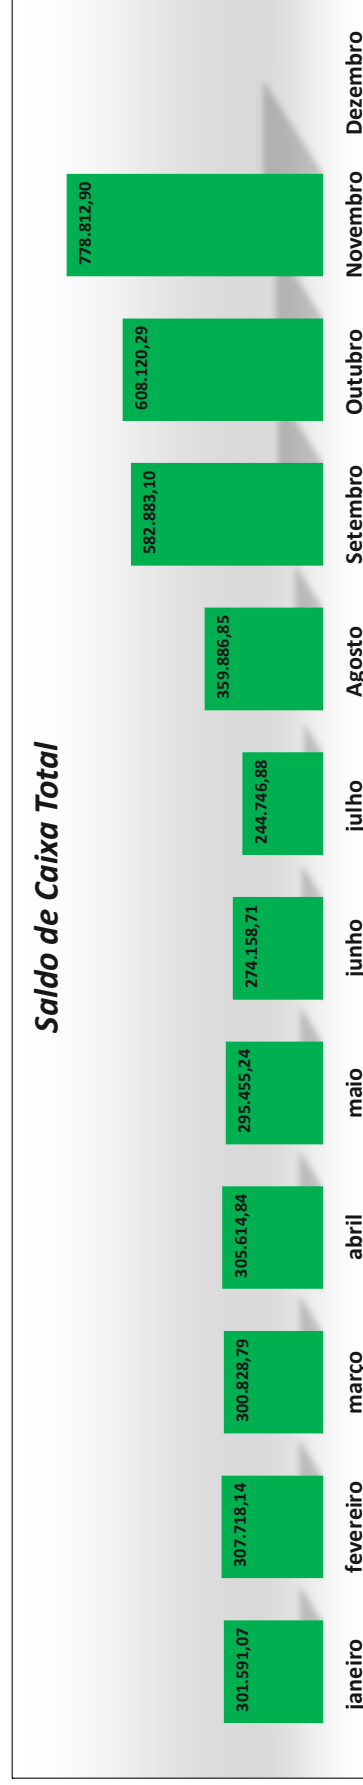 Saldo de Caixa Total
301.591,07
307.718,14
300.828,79
305.614,84
295.455,24
274.158,71
244.746,88
359.886,85
582.883,10
608.120,29
778.812,90
janeiro
fevereiro
março
abril
maio
junho
julho
Agosto
Setembro
Outubro
Novembro
Dezembro